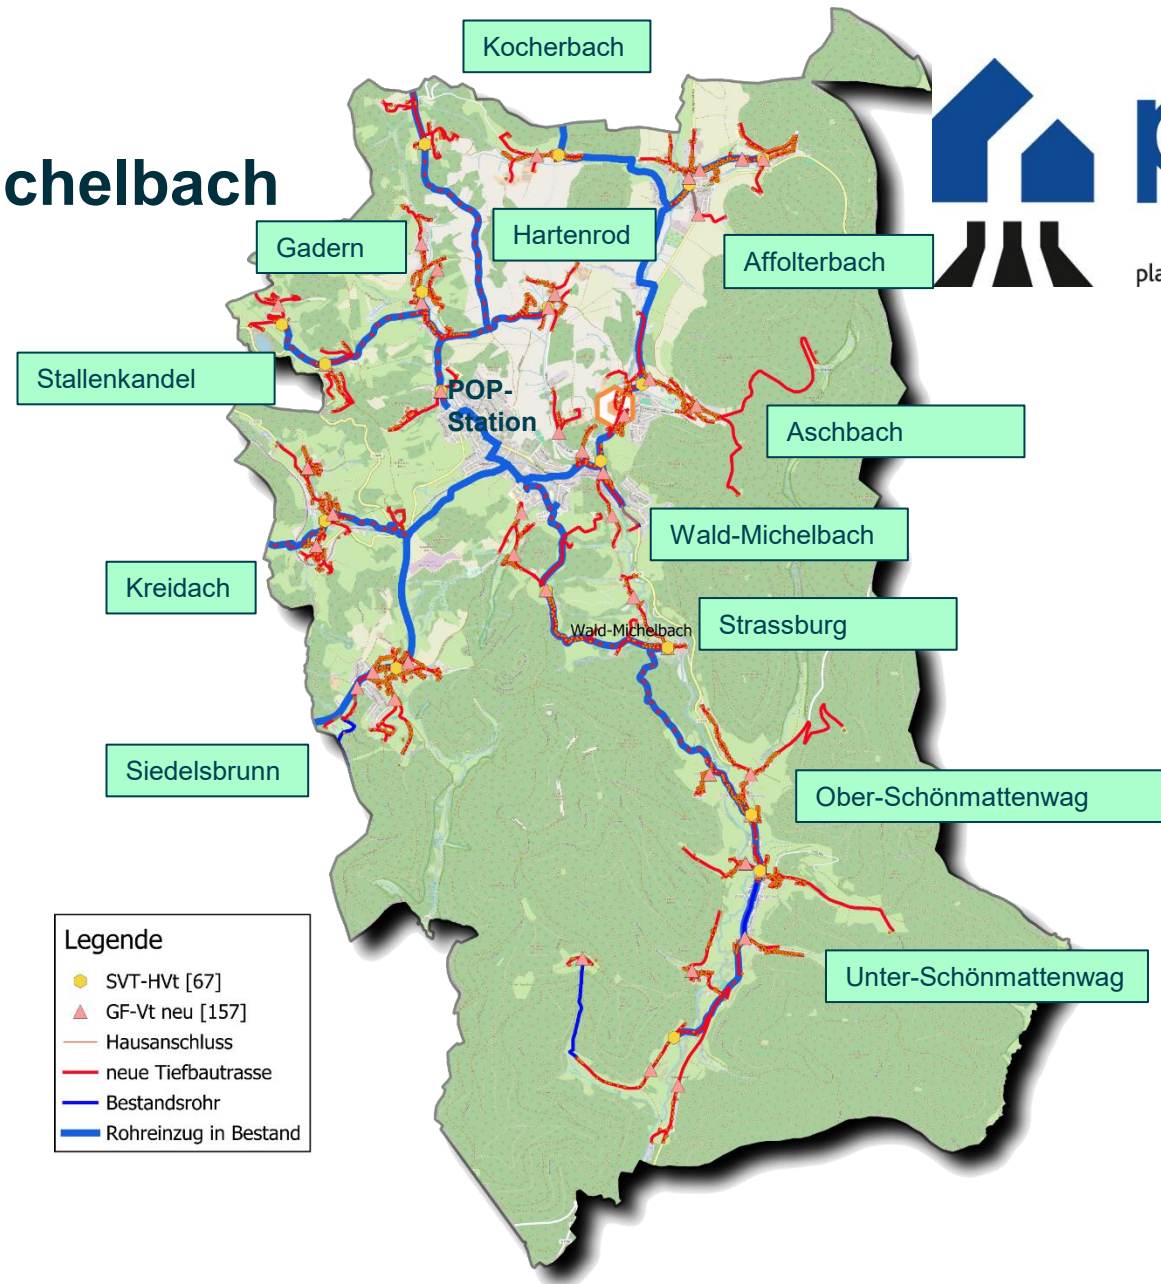 Kocherbach
chelbach
p
Gadern
Hartenrod
Affolterbach
pla
Stallenkandel
POP-
Station
Aschbach
Wald-Michelbach
Kreidach
Wald-Michelbach
Strassburg
Siedelsbrunn
Ober-Schönmattenwag
Unter-Schönmattenwag
Legende
SVT-HVt [67]
GF-Vt neu [157]
Hausanschluss
neue Tiefbautrasse
Bestandsrohr
Rohreinzug in Bestand